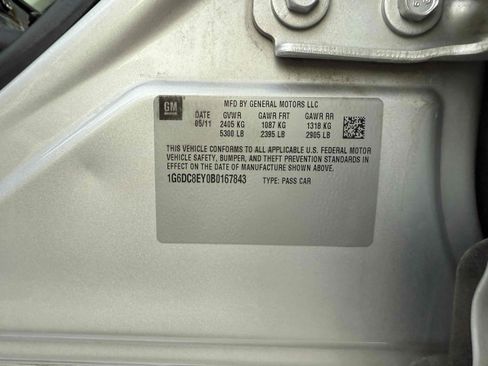 GM
MFD BY GENERAL MOTORS LLC
DATE GVWR GAWR FRT GAWR RR
05/11 2405 KG 1087 KG 1318 KG
5300 LB 2395 LB 2905 LB
THIS VEHICLE CONFORMS TO ALL APPLICABLE U.S. FEDERAL MOTOR
VEHICLE SAFETY, BUMPER, AND THEFT PREVENTION STANDARDS IN
EFFECT ON THE DATE OF MANUFACTURE SHOWN ABOVE.
1G6DC8EY0B0167843 TYPE: PASS CAR